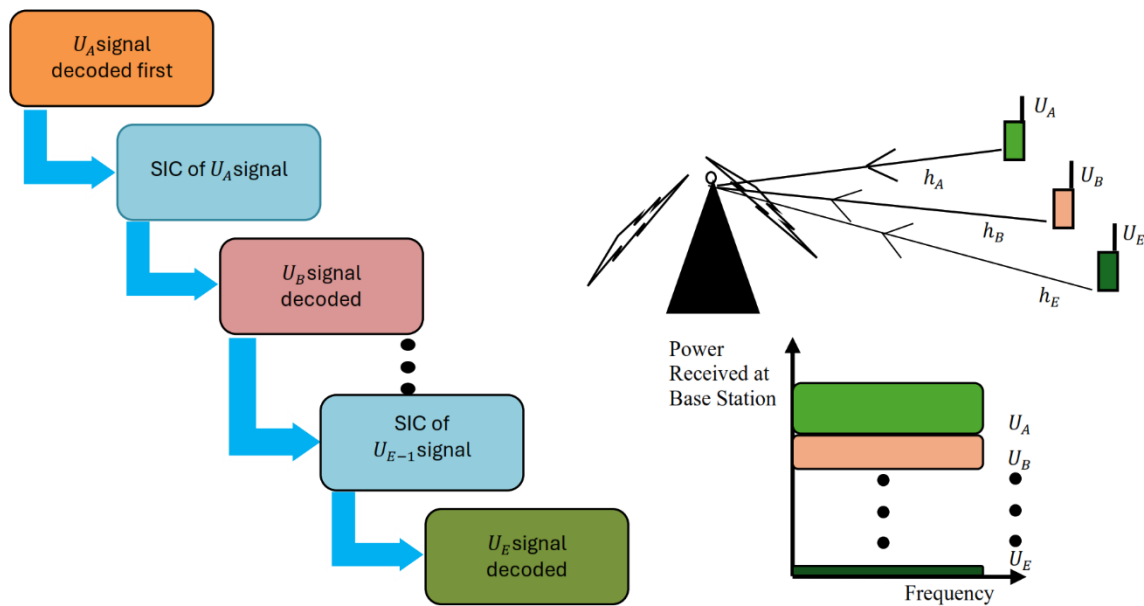 U_A signal
decoded first
SIC of U_A signal
U_B signal
decoded
SIC of
U_{E−1} signal
U_E signal
decoded
U_A
h_A
U_B
h_B
U_E
h_E
Power
Received at
Base Station
U_A
U_B
U_E
Frequency